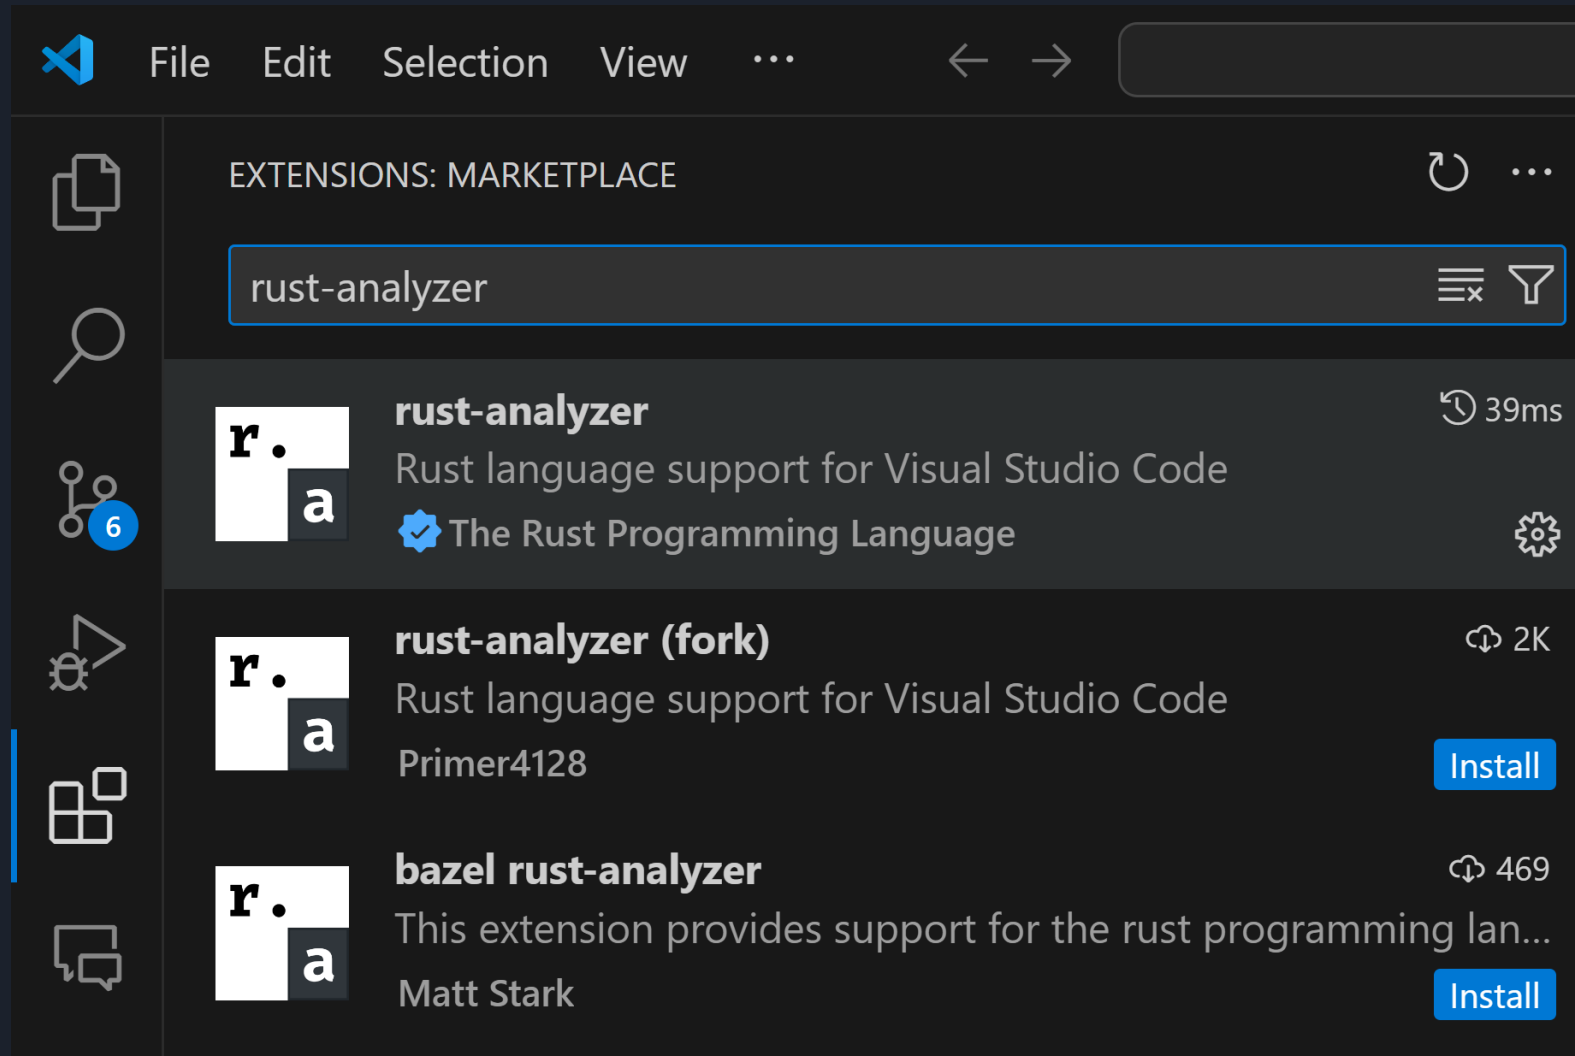 File Edit Selection View ...
EXTENSIONS: MARKETPLACE
rust-analyzer
r.
a
rust-analyzer
39ms
Rust language support for Visual Studio Code
The Rust Programming Language
6
r.
a
rust-analyzer (fork)
2K
Rust language support for Visual Studio Code
Primer4128
Install
r.
a
bazel rust-analyzer
469
This extension provides support for the rust programming lan...
Matt Stark
Install